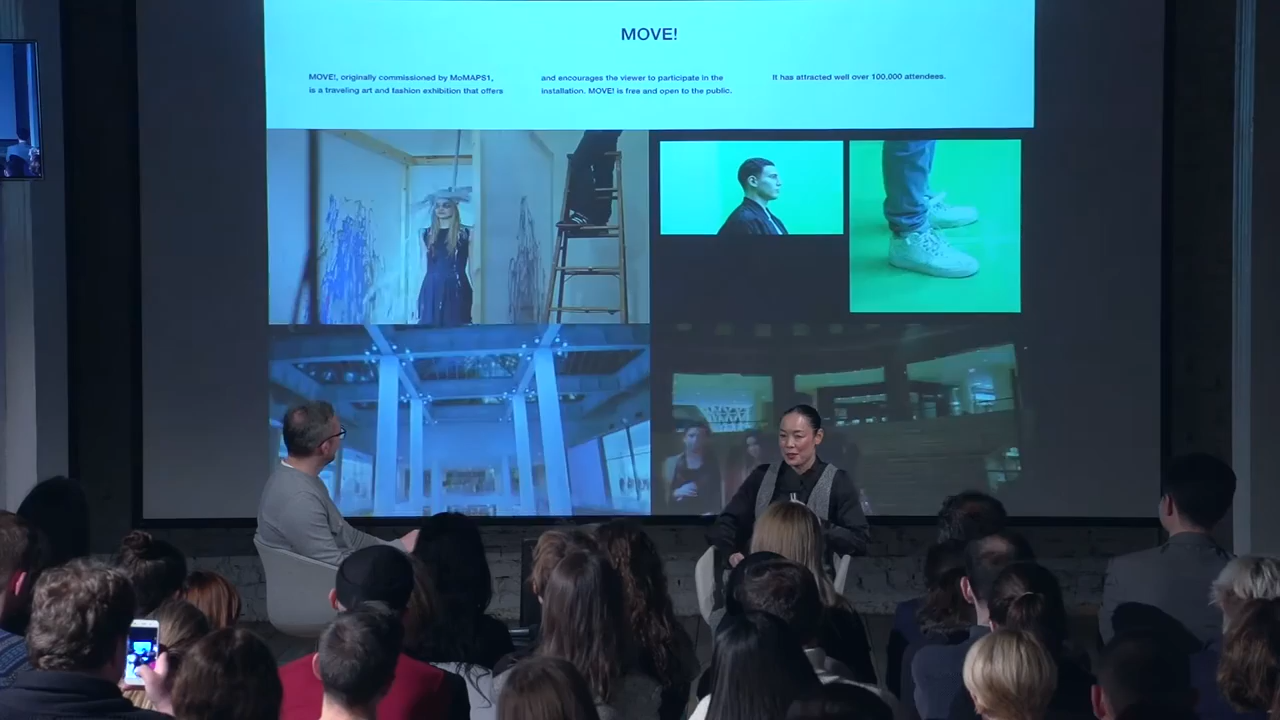 MOVE!
MOVE!, originally commissioned by MoMAPS1,
is a traveling art and fashion exhibition that offers
and encourages the viewer to participate in the
installation. MOVE! is free and open to the public.
It has attracted well over 100,000 attendees.